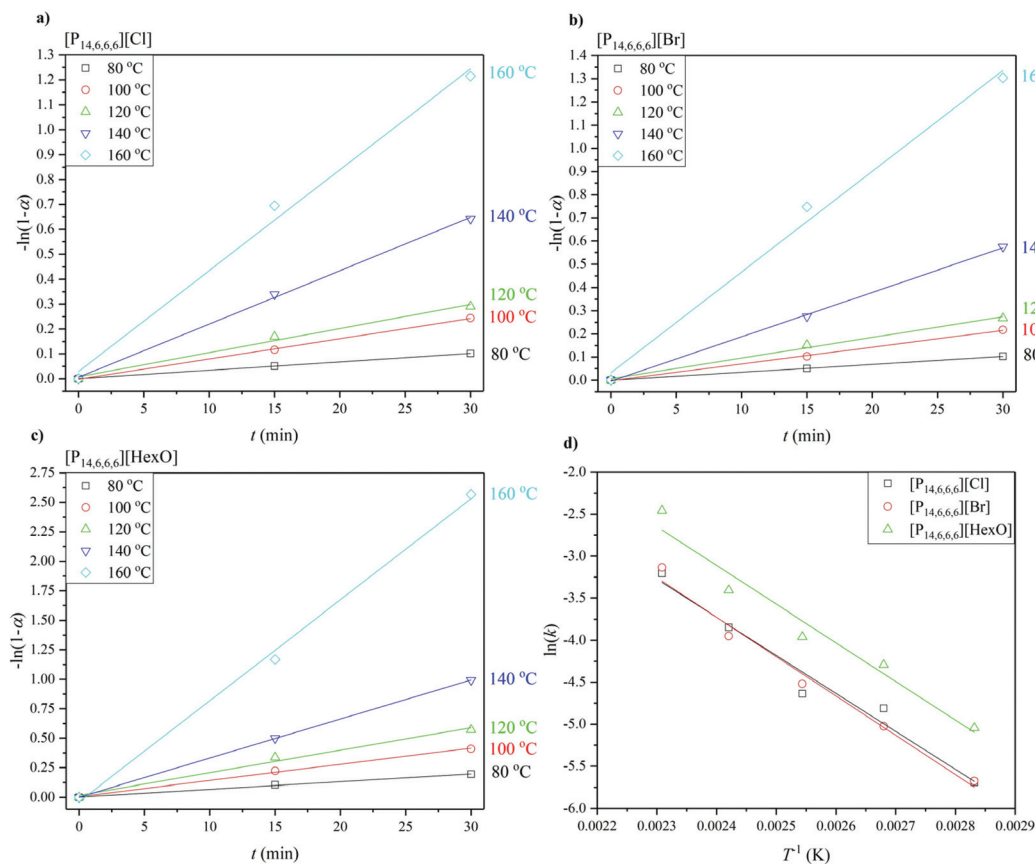 a)
[P14,6,6,6][Cl]
80 °C
100 °C
120 °C
140 °C
160 °C
1.3
1.2
1.1
1.0
0.9
0.8
0.7
0.6
0.5
0.4
0.3
0.2
0.1
0.0
-ln(1-α)
0 5 10 15 20 25 30
t (min)
160 °C
140 °C
120 °C
100 °C
80 °C
b)
[P14,6,6,6][Br]
80 °C
100 °C
120 °C
140 °C
160 °C
1.4
1.3
1.2
1.1
1.0
0.9
0.8
0.7
0.6
0.5
0.4
0.3
0.2
0.1
0.0
-ln(1-α)
0 5 10 15 20 25 30
t (min)
16
14
12
10
80
c)
[P14,6,6,6][HexO]
80 °C
100 °C
120 °C
140 °C
160 °C
2.75
2.50
2.25
2.00
1.75
1.50
1.25
1.00
0.75
0.50
0.25
0.00
-ln(1-α)
0 5 10 15 20 25 30
t (min)
160 °C
140 °C
120 °C
100 °C
80 °C
d)
[P14,6,6,6][Cl]
[P14,6,6,6][Br]
[P14,6,6,6][HexO]
-2.0
-2.5
-3.0
-3.5
-4.0
-4.5
-5.0
-5.5
-6.0
ln(k)
0.0022 0.0023 0.0024 0.0025 0.0026 0.0027 0.0028 0.0029
T-1 (K)